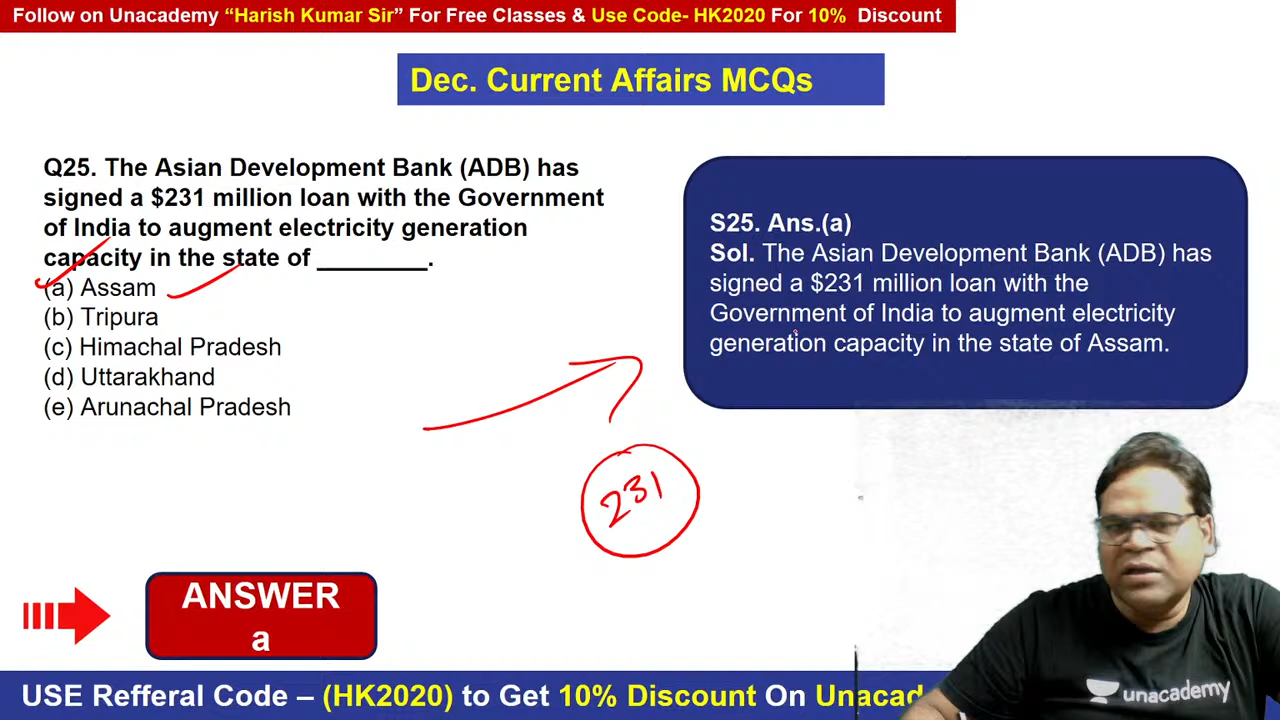 Follow on Unacademy “Harish Kumar Sir” For Free Classes & Use Code- HK2020 For 10% Discount
Dec. Current Affairs MCQs
Q25. The Asian Development Bank (ADB) has
signed a $231 million loan with the Government
of India to augment electricity generation
capacity in the state of ________.
(a) Assam
(b) Tripura
(c) Himachal Pradesh
(d) Uttarakhand
(e) Arunachal Pradesh
S25. Ans.(a)
Sol. The Asian Development Bank (ADB) has
signed a $231 million loan with the
Government of India to augment electricity
generation capacity in the state of Assam.
231
ANSWER
a
unacademy
USE Refferal Code – (HK2020) to Get 10% Discount On Unacad